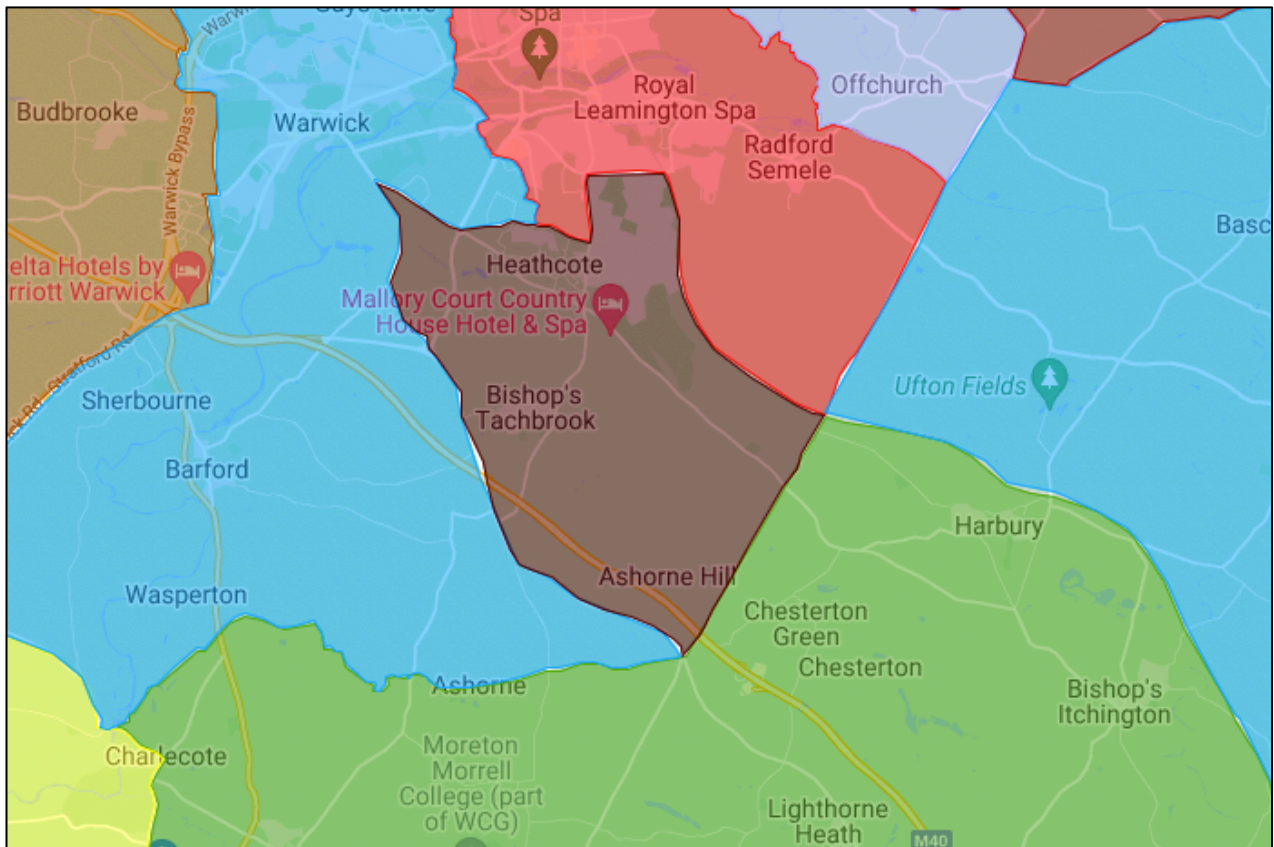 Spa
Offchurch
Budbrooke
Royal
Leamington Spa
Warwick
Radford
Semele
Warwick Bypass
Heathcote
elta Hotels by
rriott Warwick
Mallory Court Country
House Hotel & Spa
Stratford Rd
Ufton Fields
Sherbourne
Bishop's
Tachbrook
Barford
Harbury
Ashorne Hill
Wasperton
Chesterton
Green
Chesterton
Ashorne
Bishop's
Itchington
Charlecote
Moreton
Morrell
College (part
of WCG)
Lighthorne
Heath
M40